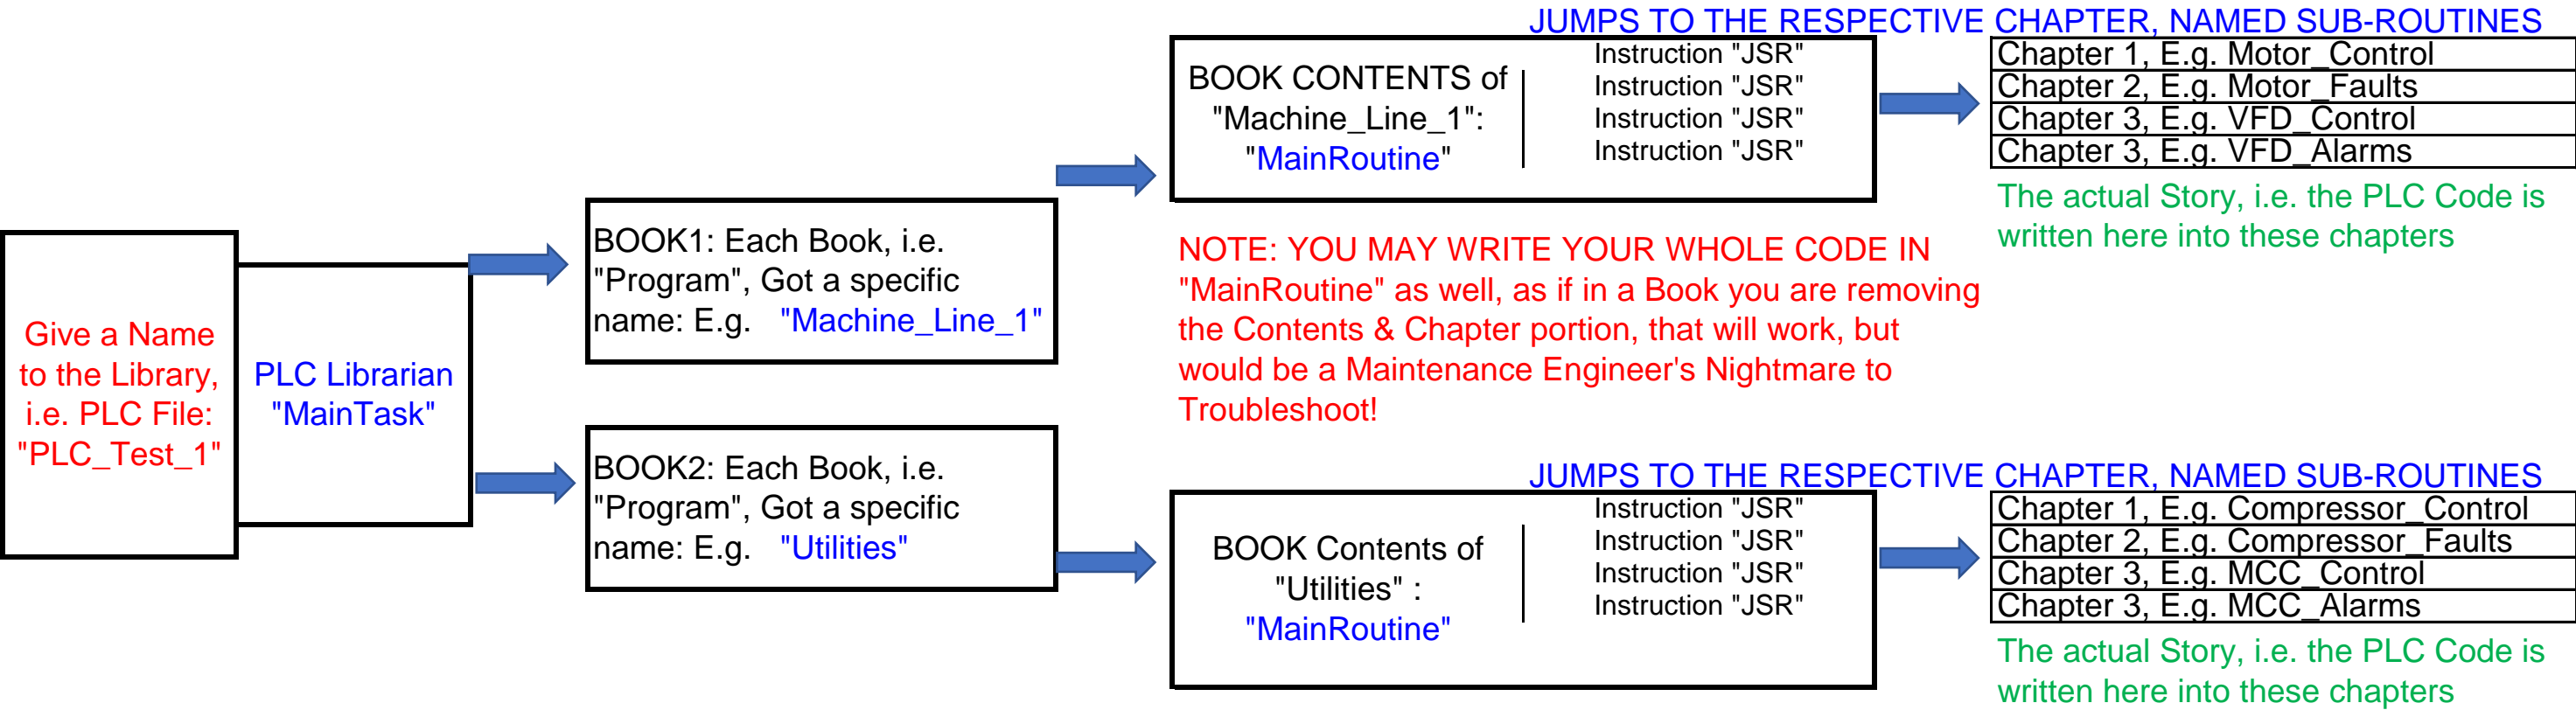 Give a Name
to the Library,
i.e. PLC File:
"PLC_Test_1"
PLC Librarian
"MainTask"
BOOK1: Each Book, i.e.
"Program", Got a specific
name: E.g. "Machine_Line_1"
BOOK2: Each Book, i.e.
"Program", Got a specific
name: E.g. "Utilities"
JUMPS TO THE RESPECTIVE CHAPTER, NAMED SUB-ROUTINES
BOOK CONTENTS of
"Machine_Line_1":
"MainRoutine"
Instruction "JSR"
Instruction "JSR"
Instruction "JSR"
Instruction "JSR"
Chapter 1, E.g. Motor_Control
Chapter 2, E.g. Motor_Faults
Chapter 3, E.g. VFD_Control
Chapter 3, E.g. VFD_Alarms
The actual Story, i.e. the PLC Code is
written here into these chapters
NOTE: YOU MAY WRITE YOUR WHOLE CODE IN
"MainRoutine" as well, as if in a Book you are removing
the Contents & Chapter portion, that will work, but
would be a Maintenance Engineer's Nightmare to
Troubleshoot!
JUMPS TO THE RESPECTIVE CHAPTER, NAMED SUB-ROUTINES
BOOK Contents of
"Utilities" :
"MainRoutine"
Instruction "JSR"
Instruction "JSR"
Instruction "JSR"
Instruction "JSR"
Chapter 1, E.g. Compressor_Control
Chapter 2, E.g. Compressor_Faults
Chapter 3, E.g. MCC_Control
Chapter 3, E.g. MCC_Alarms
The actual Story, i.e. the PLC Code is
written here into these chapters